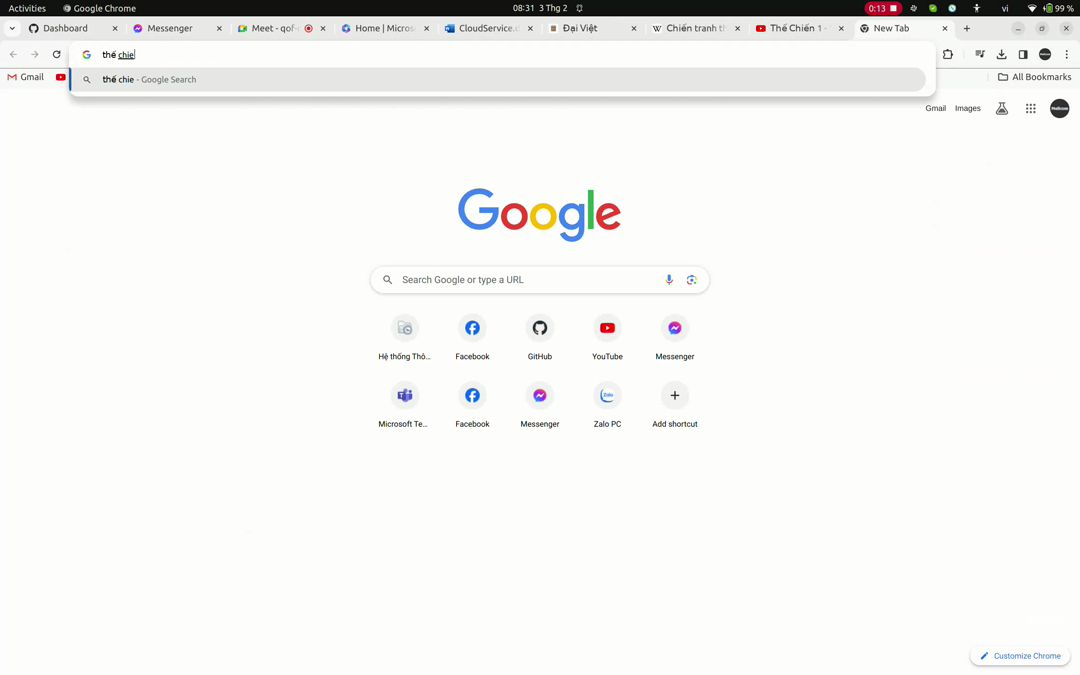 Activities Google Chrome 08:31 3 Thg 2 0:13 vi 99 %
Dashboard Messenger Meet - qof- Home | Micros CloudService.c Đại Việt Chiến tranh th Thế Chiến 1 - New Tab
thế chie
Gmail All Bookmarks
thế chie - Google Search
Gmail Images
Google
Search Google or type a URL
Hệ thống Thô... Facebook GitHub YouTube Messenger
Microsoft Te... Facebook Messenger Zalo PC Add shortcut
Customize Chrome